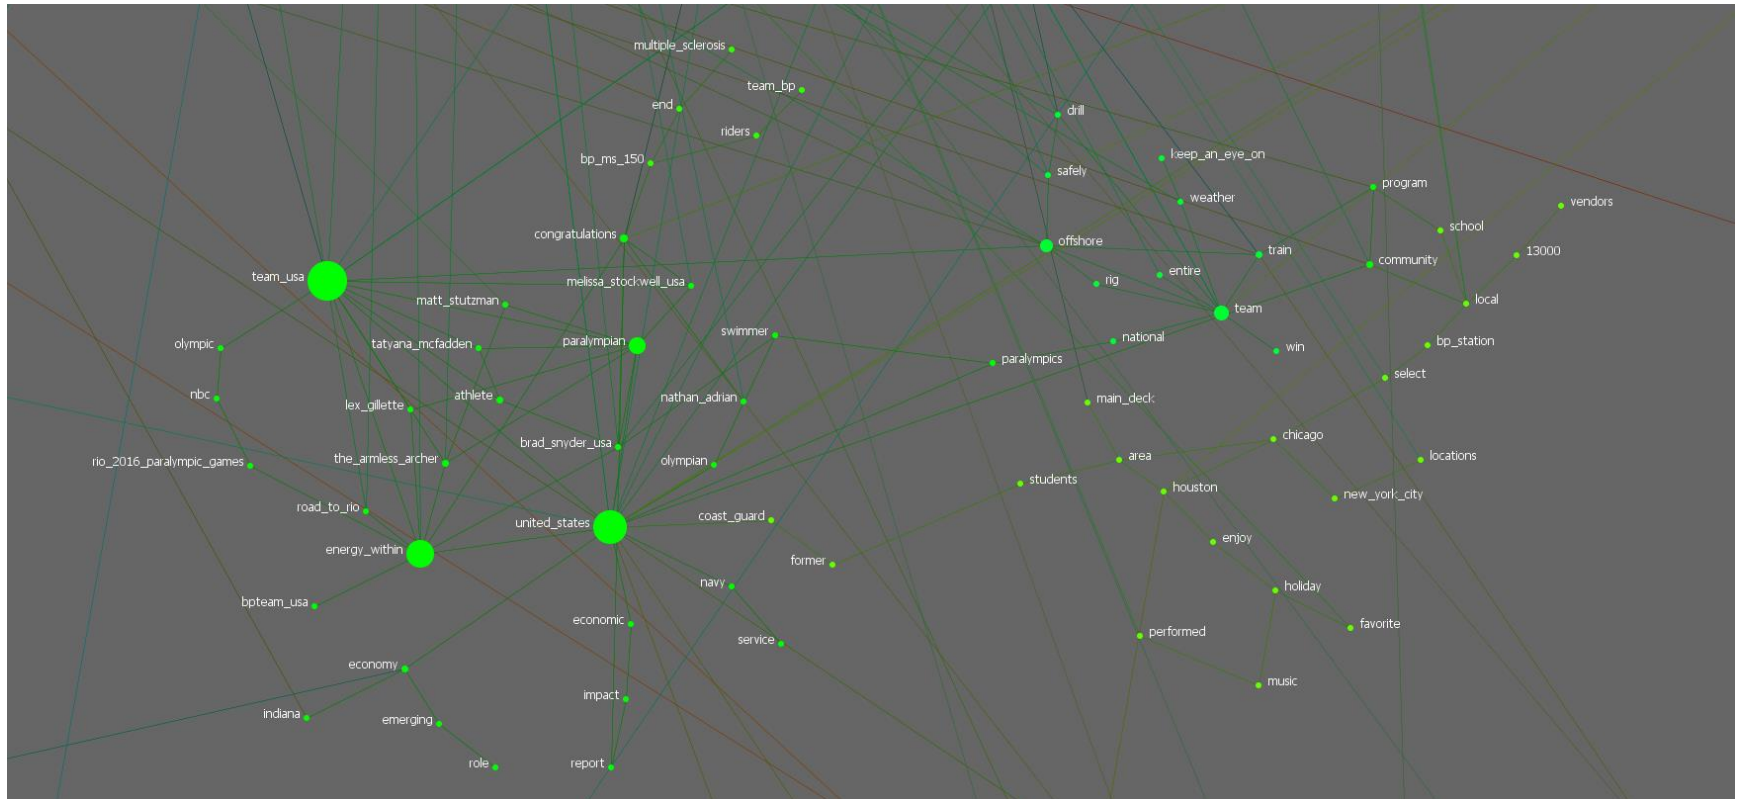 multiple_sclerosis
team_bp
end
drill
riders
bp_ms_150
keep_an_eye_on
safely
program
weather
vendors
school
congratulations
offshore
train
13000
community
team_usa
melissa_stockwell_usa
rig
entire
matt_stutzman
local
team
swimmer
national
olympic
tatyana_mcfadden
paralympian
bp_station
win
paralympics
select
nbc
lex_gillette
athlete
nathan_adrian
main_deck
brad_snyder_usa
chicago
rio_2016_paralympic_games
the_armless_archer
olympian
area
locations
students
houston
new_york_city
road_to_rio
united_states
coast_guard
energy_within
enjoy
former
navy
holiday
bpteam_usa
economic
favorite
service
performed
economy
impact
music
indiana
emerging
role
report